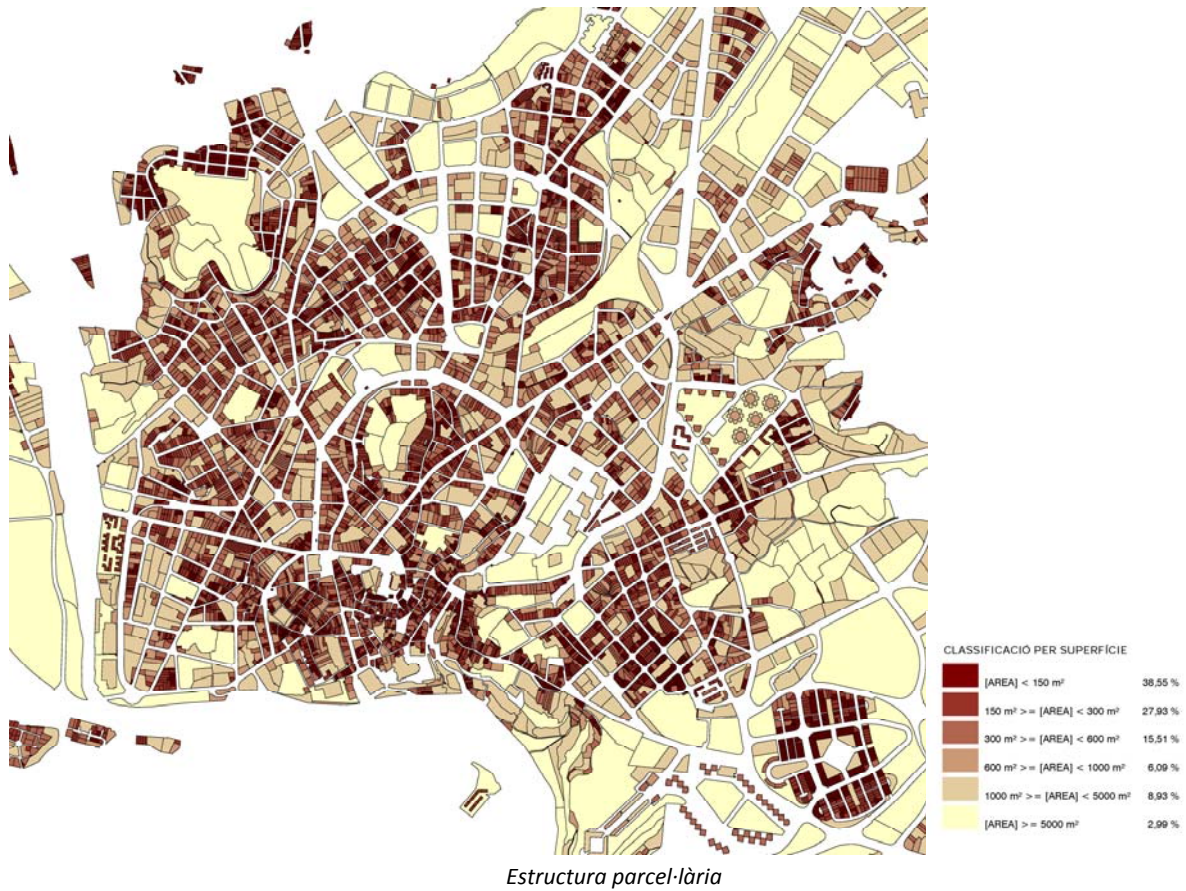 CLASSIFICACIÓ PER SUPERFÍCIE
[AREA] < 150 m² 38,55 %
150 m² >= [AREA] < 300 m² 27,93 %
300 m² >= [AREA] < 600 m² 15,51 %
600 m² >= [AREA] < 1000 m² 6,09 %
1000 m² >= [AREA] < 5000 m² 8,93 %
[AREA] >= 5000 m² 2,99 %
Estructura parcel·lària